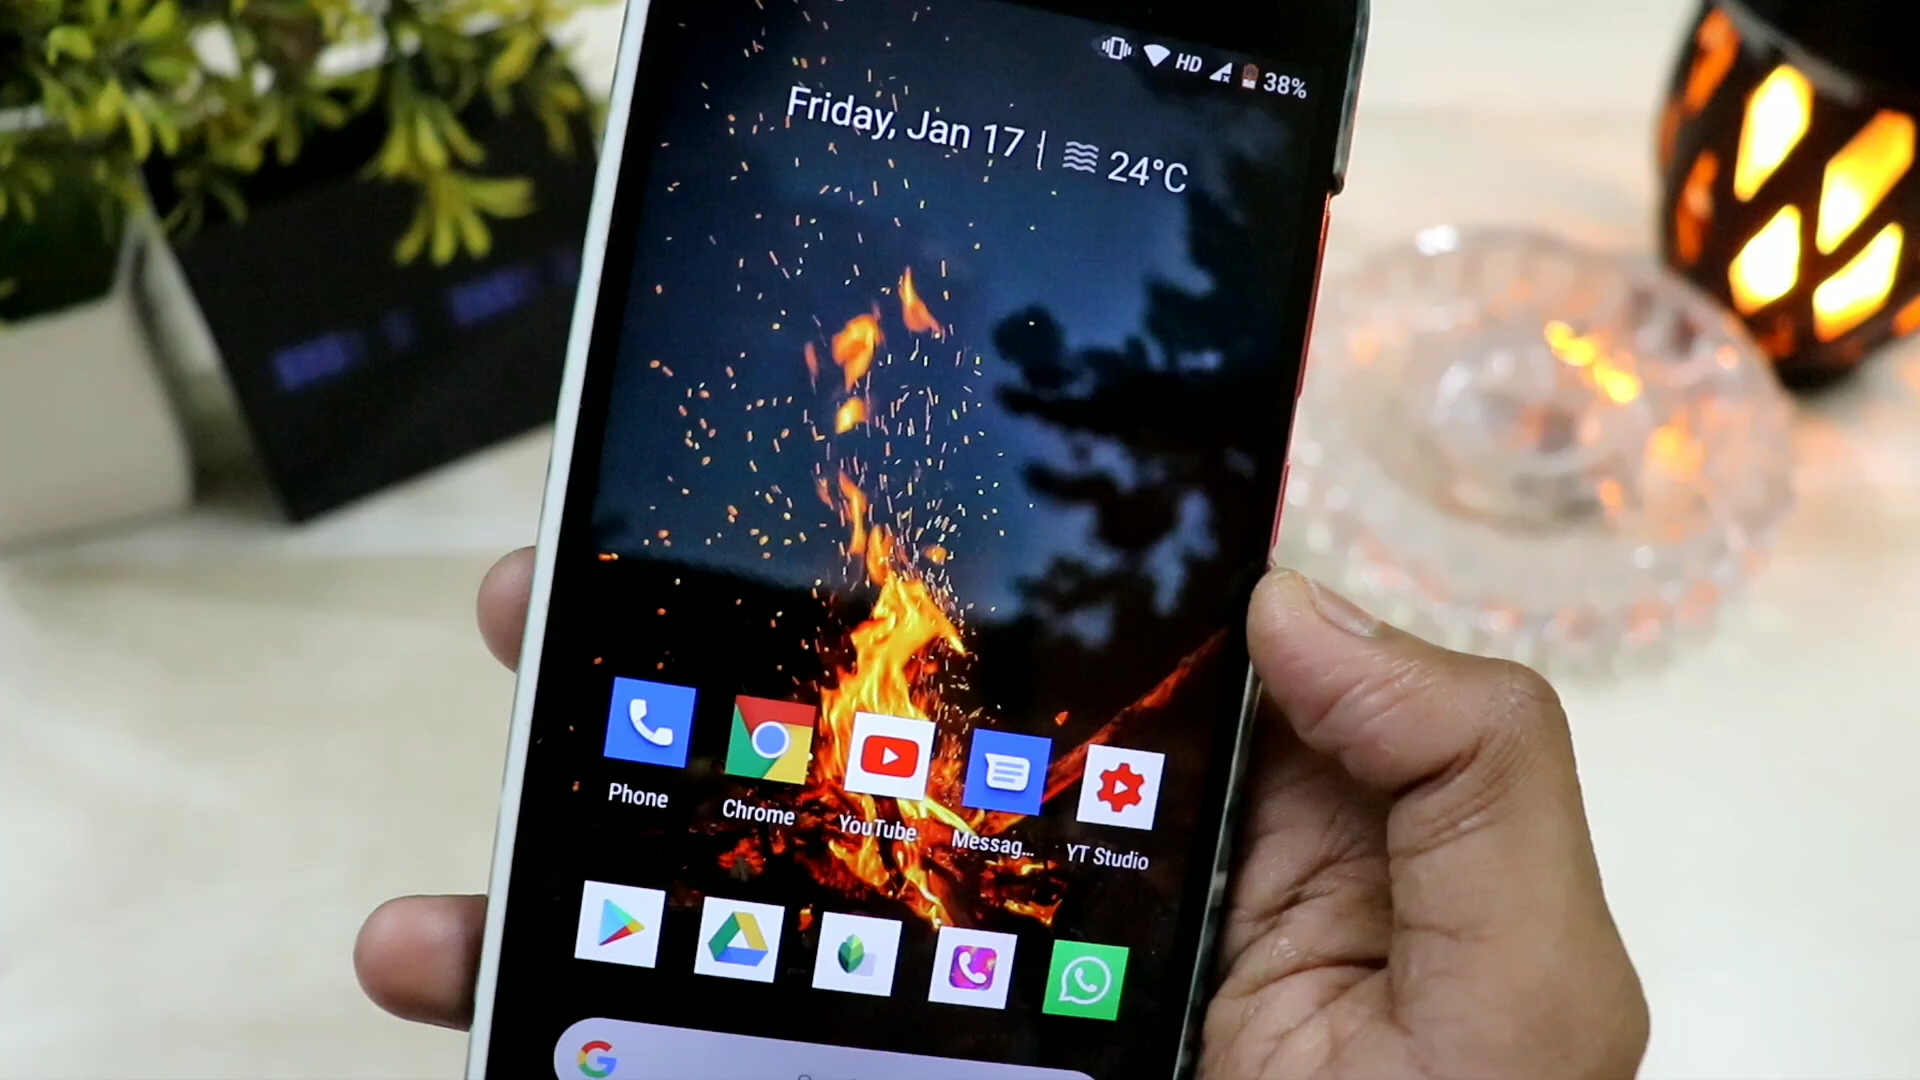 HD 38%
Friday, Jan 17 | 24°C
Phone Chrome YouTube Messag... YT Studio